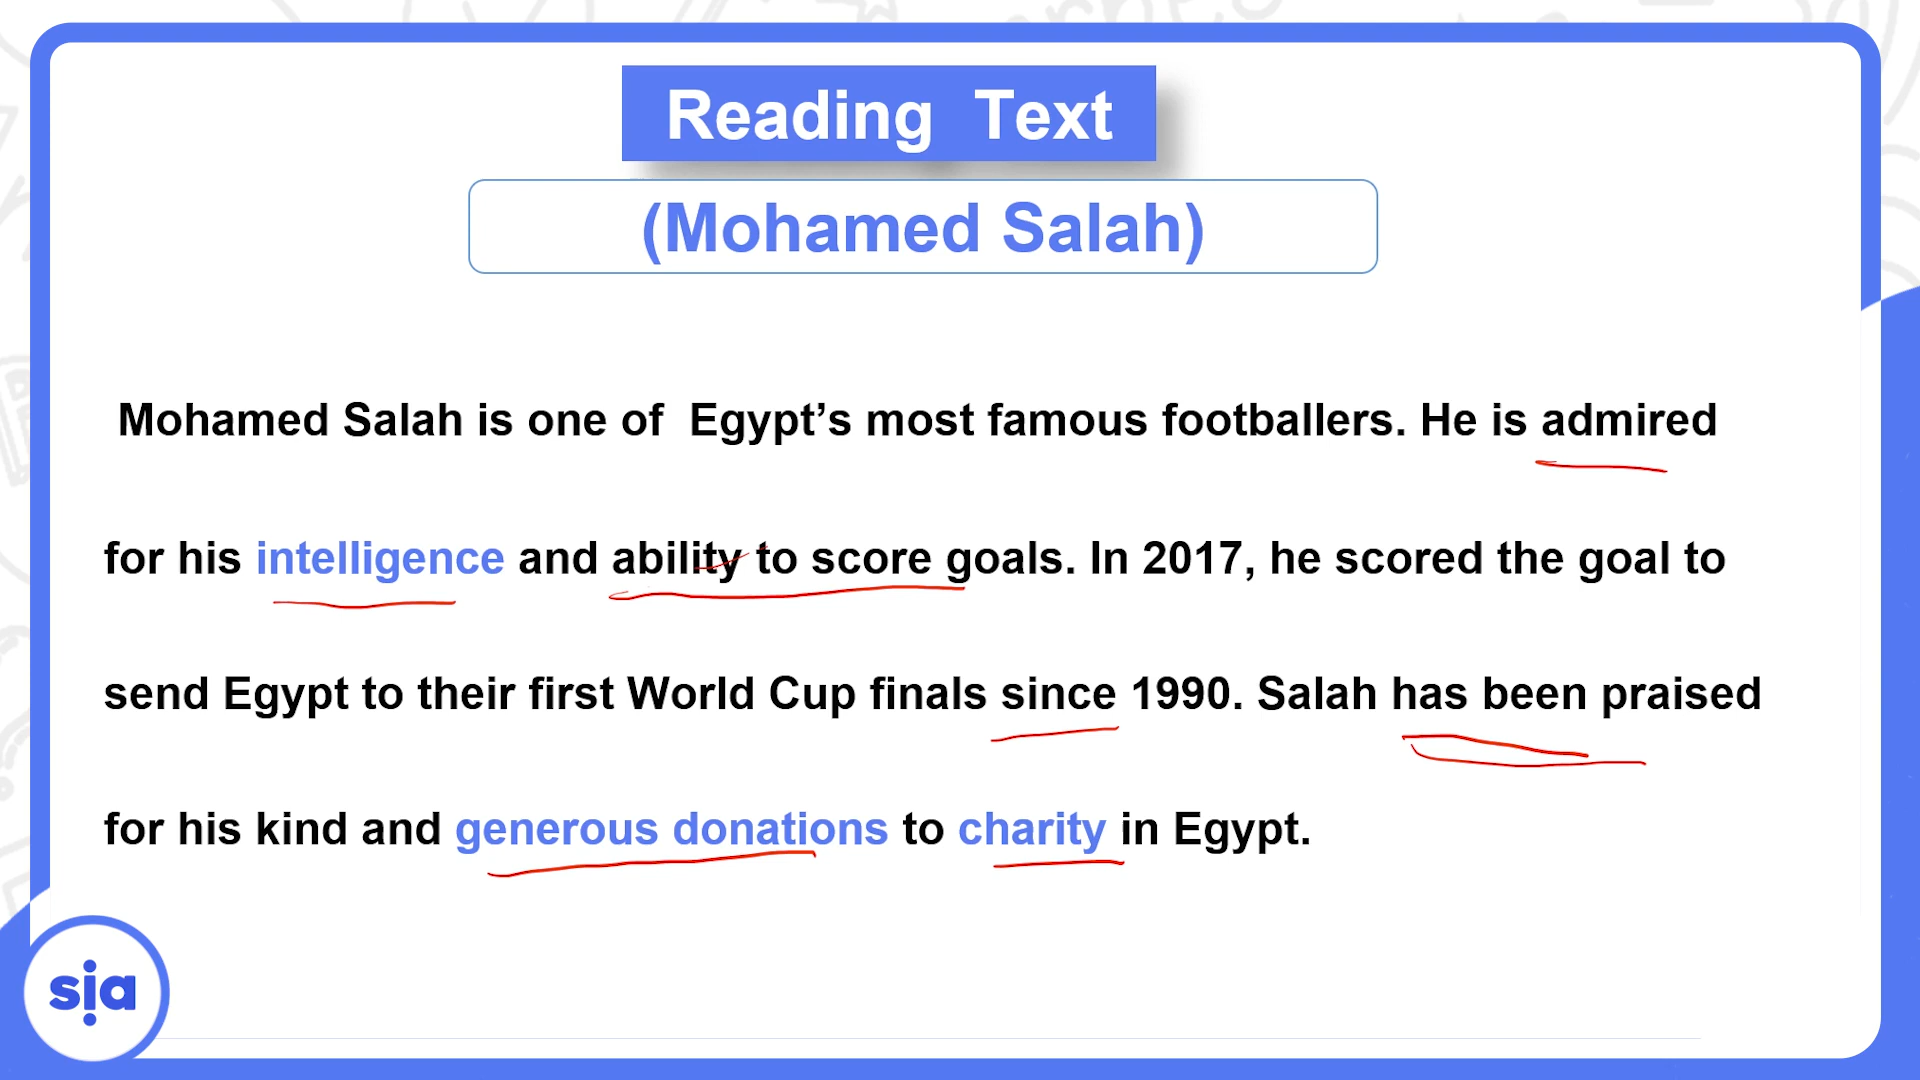 Reading Text
(Mohamed Salah)
Mohamed Salah is one of Egypt’s most famous footballers. He is admired
for his intelligence and ability to score goals. In 2017, he scored the goal to
send Egypt to their first World Cup finals since 1990. Salah has been praised
for his kind and generous donations to charity in Egypt.
sia